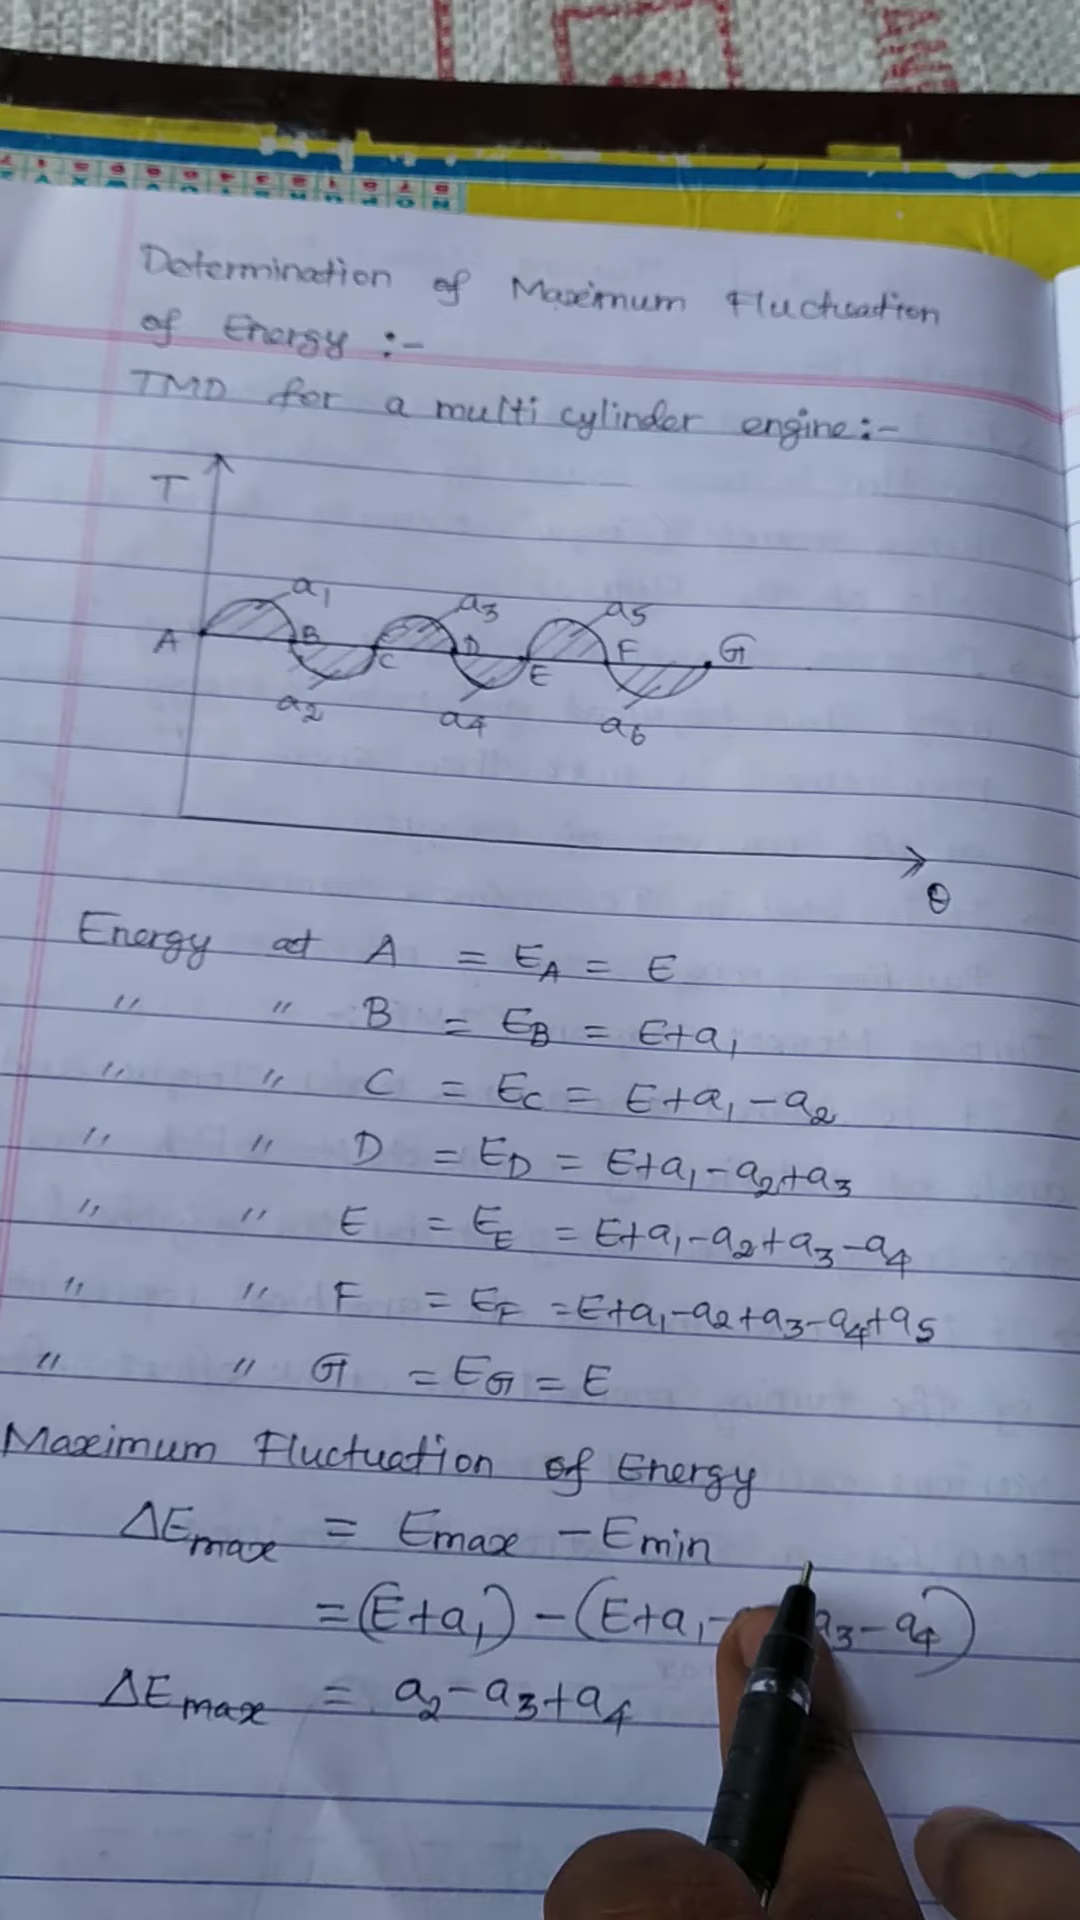 Determination of Maximum Fluctuation
of Energy :-
TMD for a multi cylinder engine:-
T
a1
a3
a5
A
B
C
D
E
F
G
a2
a4
a6
θ
Energy at A = EA = E
" " B = EB = E+a1
" " C = EC = E+a1-a2
" " D = ED = E+a1-a2+a3
" " E = EE = E+a1-a2+a3-a4
" " F = EF = E+a1-a2+a3-a4+a5
" " G = EG = E
Maximum Fluctuation of Energy
ΔEmax = Emax - Emin
= (E+a1) - (E+a1- a3-a4)
ΔEmax = a2-a3+a4